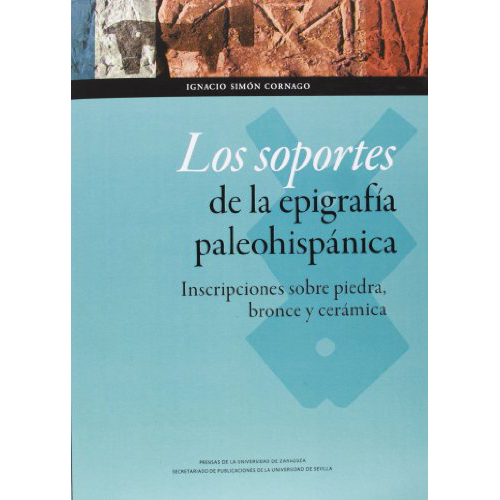 IGNACIO SIMÓN CORNAGO
Los soportes
de la epigrafía
paleohispánica
Inscripciones sobre piedra,
bronce y cerámica
PRENSAS DE LA UNIVERSIDAD DE ZARAGOZA
SECRETARIADO DE PUBLICACIONES DE LA UNIVERSIDAD DE SEVILLA